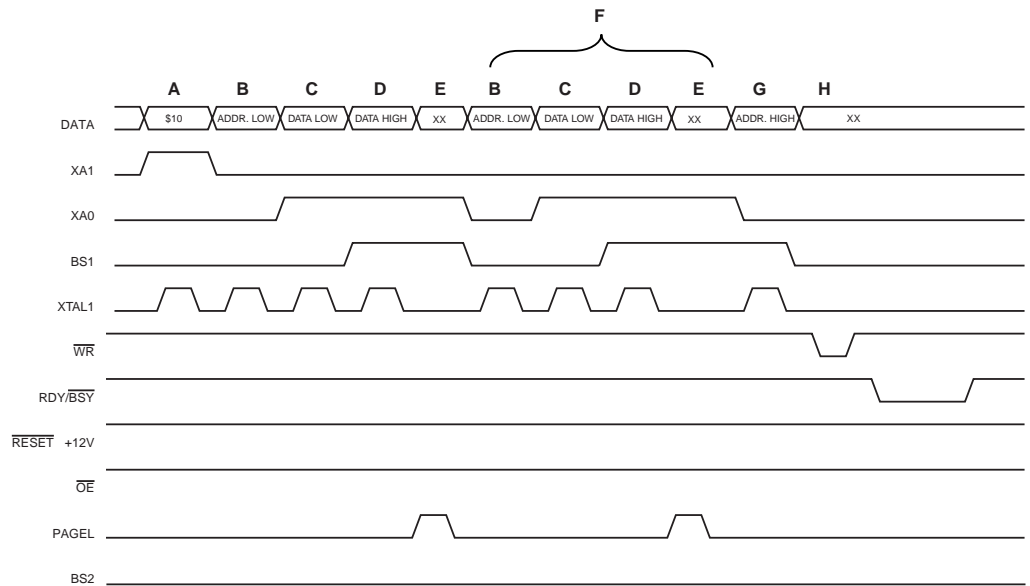 F
A B C D E B C D E G H
DATA $10 ADDR. LOW DATA LOW DATA HIGH XX ADDR. LOW DATA LOW DATA HIGH XX ADDR. HIGH XX
XA1
XA0
BS1
XTAL1
WR
RDY/BSY
RESET +12V
OE
PAGEL
BS2